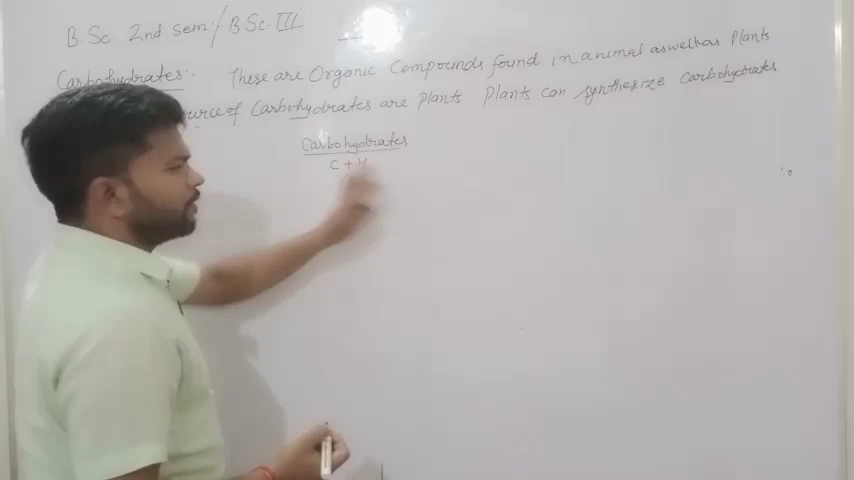 B.Sc. 2nd sem:/ B.Sc. III
Carbohydrates:- These are Organic Compounds found in animal aswellas Plants
of Carbohydrates are Plants Plants can synthesize Carbohydrates
Carbohydrates
C + H